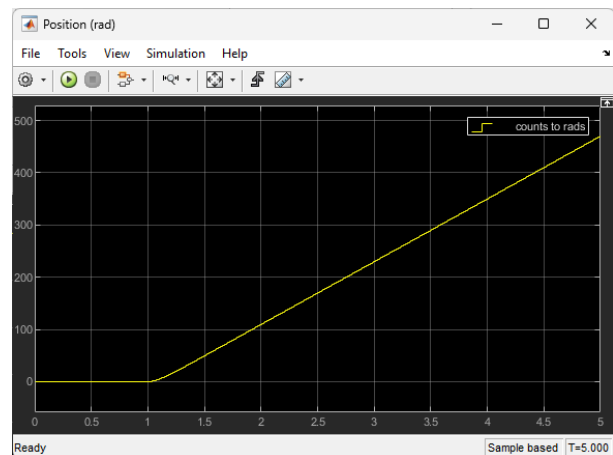 Position (rad)
File Tools View Simulation Help
counts to rads
500
400
300
200
100
0
0 0.5 1 1.5 2 2.5 3 3.5 4 4.5 5
Ready Sample based T=5.000